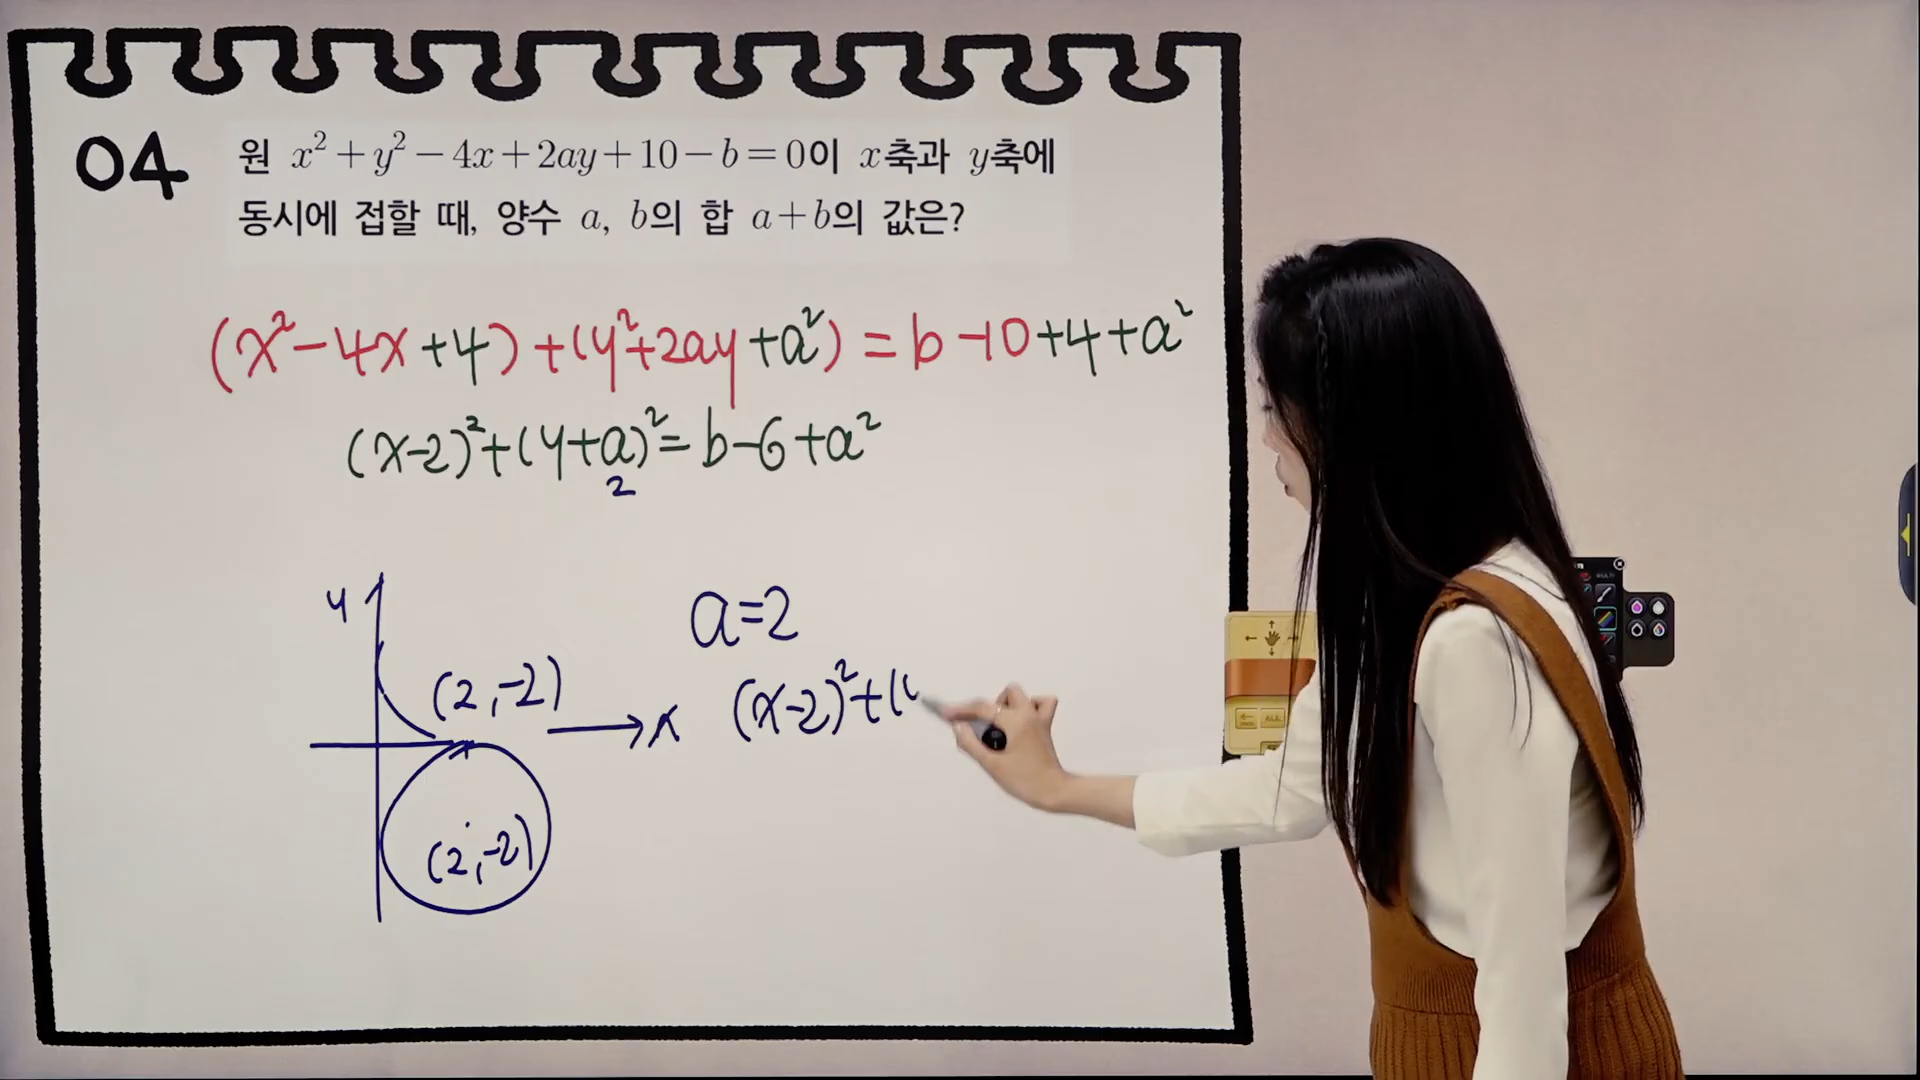 04
원 x² + y² − 4x + 2ay + 10 − b = 0이 x축과 y축에
동시에 접할 때, 양수 a, b의 합 a + b의 값은?
(x²−4x+4) + (y²+2ay+a²) = b−10+4+a²
(x−2)²+(y+a)²= b−6+a²
2
y
a=2
(2,−2)
x
(x−2)²+(
(2,−2)
ALL